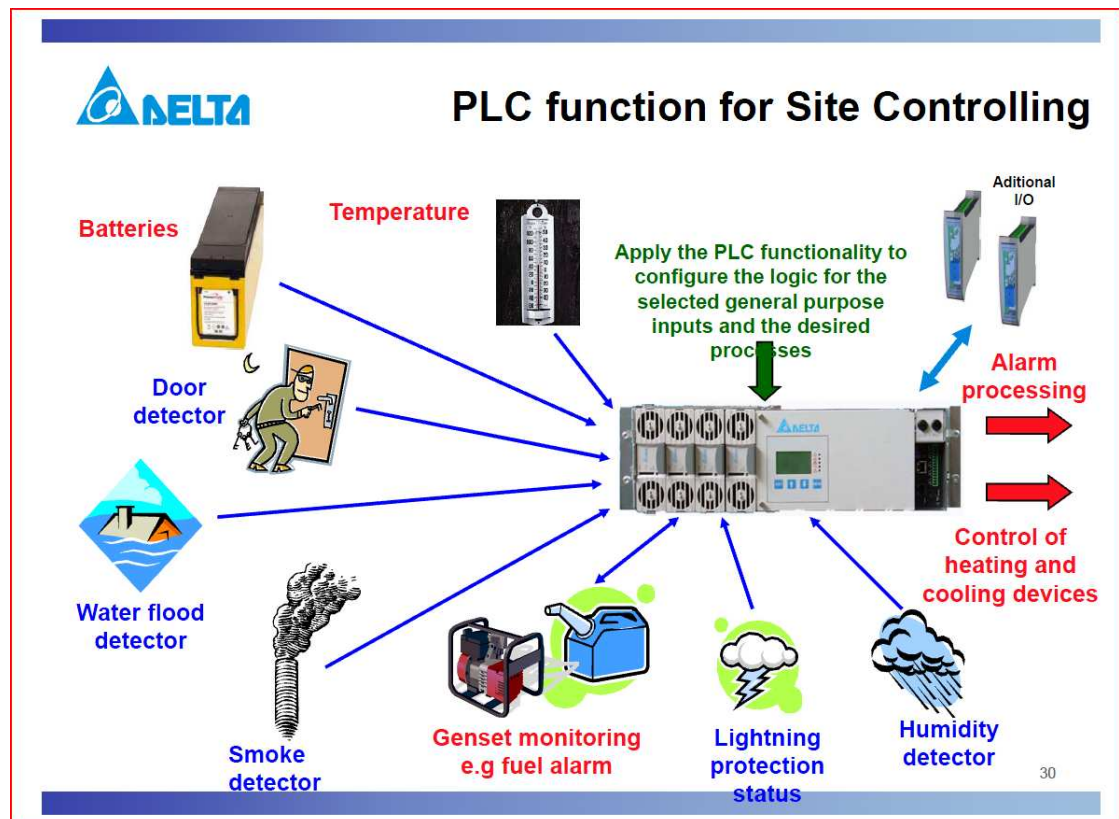 DELTA
PLC function for Site Controlling
Batteries
Temperature
Aditional
I/O
Apply the PLC functionality to
configure the logic for the
selected general purpose
inputs and the desired
processes
Door
detector
Alarm
processing
DELTA
Water flood
detector
Control of
heating and
cooling devices
Smoke
detector
Genset monitoring
e.g fuel alarm
Lightning
protection
status
Humidity
detector
30